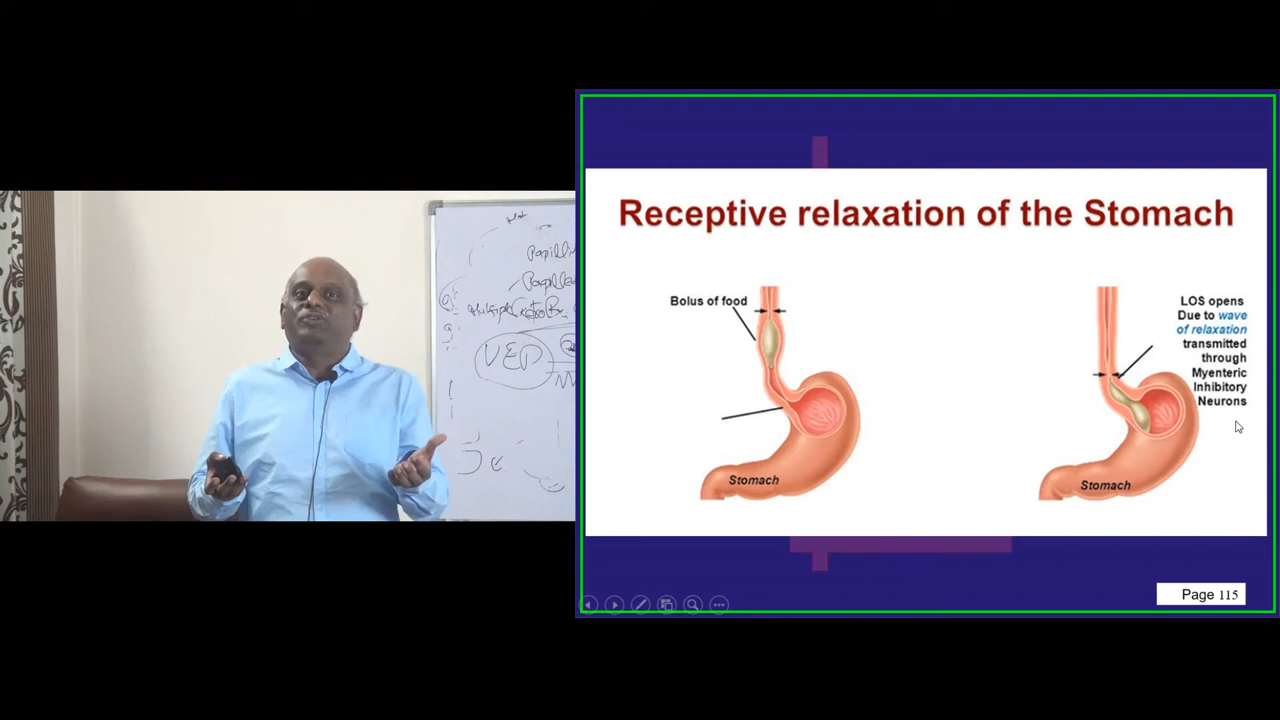 VEP
Receptive relaxation of the Stomach
Bolus of food
Stomach
LOS opens
Due to wave
of relaxation
transmitted
through
Myenteric
Inhibitory
Neurons
Stomach
Page 115